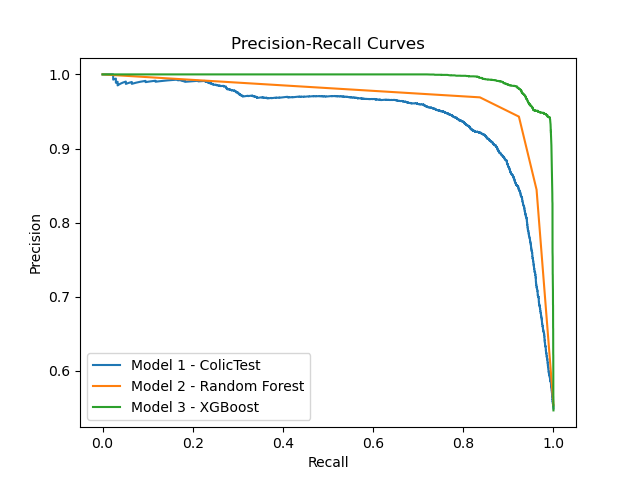 Precision-Recall Curves
1.0
0.9
0.8
0.7
0.6
Precision
Model 1 - ColicTest
Model 2 - Random Forest
Model 3 - XGBoost
0.0 0.2 0.4 0.6 0.8 1.0
Recall